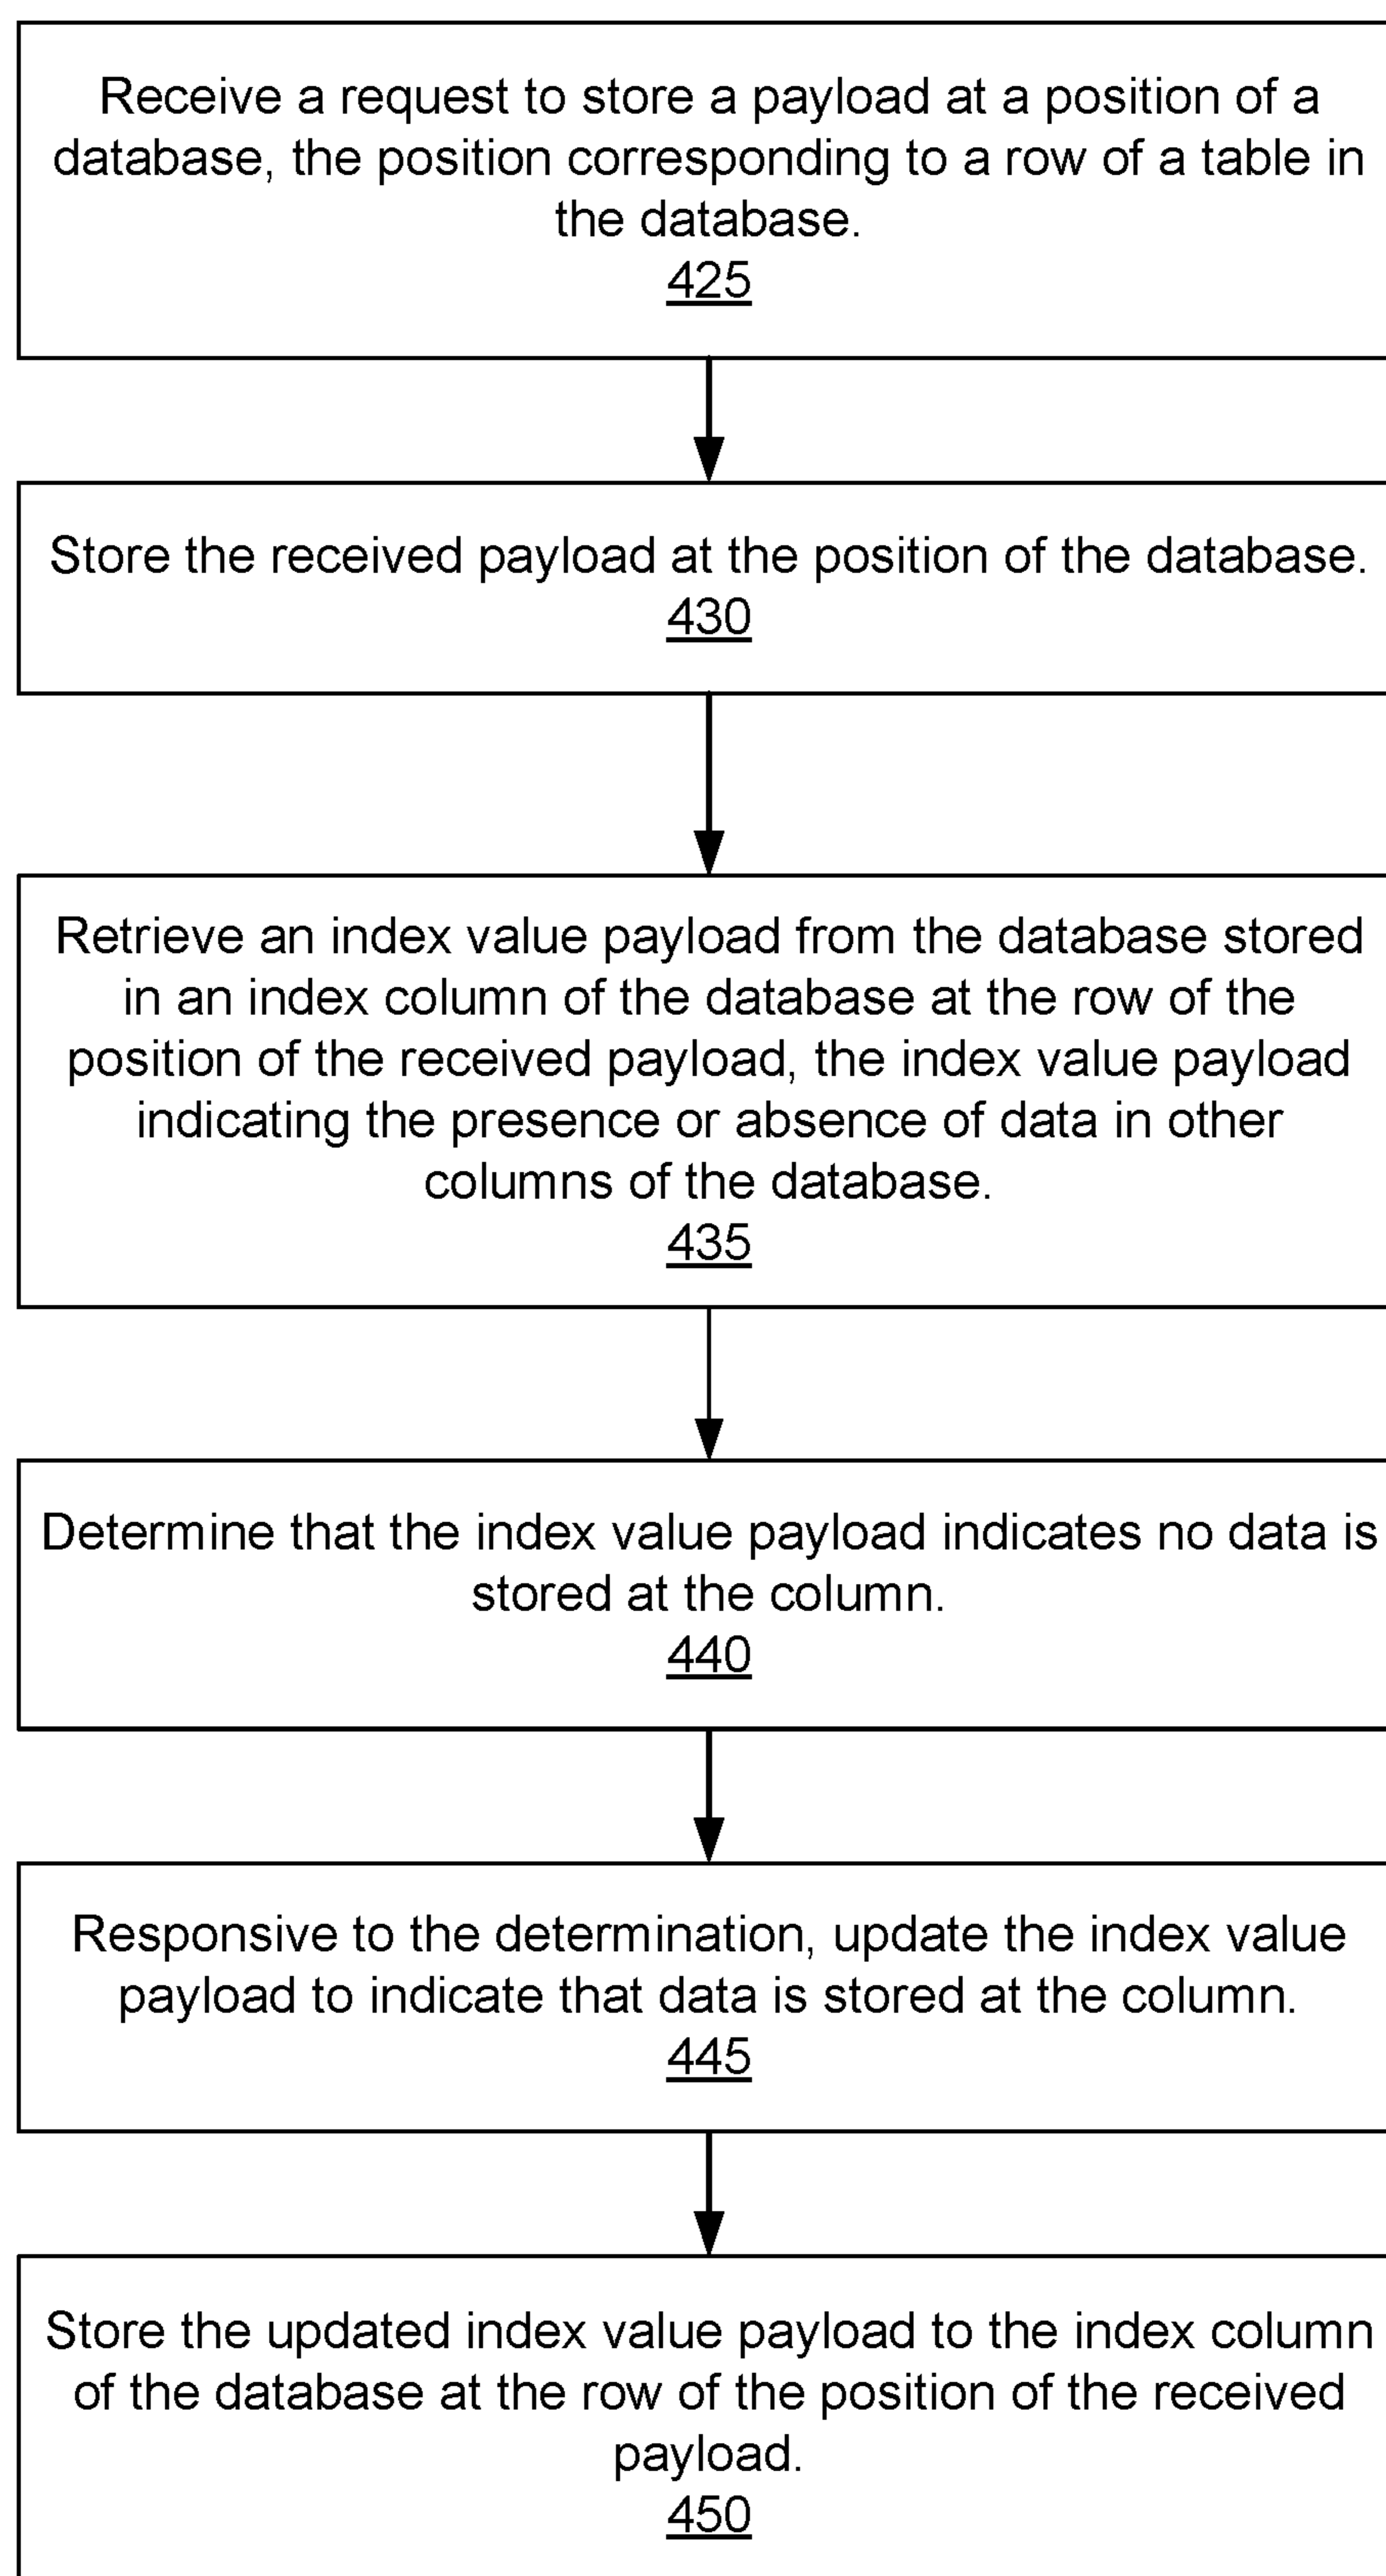 Receive a request to store a payload at a position of a
database, the position corresponding to a row of a table in
the database.
425
Store the received payload at the position of the database.
430
Retrieve an index value payload from the database stored
in an index column of the database at the row of the
position of the received payload, the index value payload
indicating the presence or absence of data in other
columns of the database.
435
Determine that the index value payload indicates no data is
stored at the column.
440
Responsive to the determination, update the index value
payload to indicate that data is stored at the column.
445
Store the updated index value payload to the index column
of the database at the row of the position of the received
payload.
450